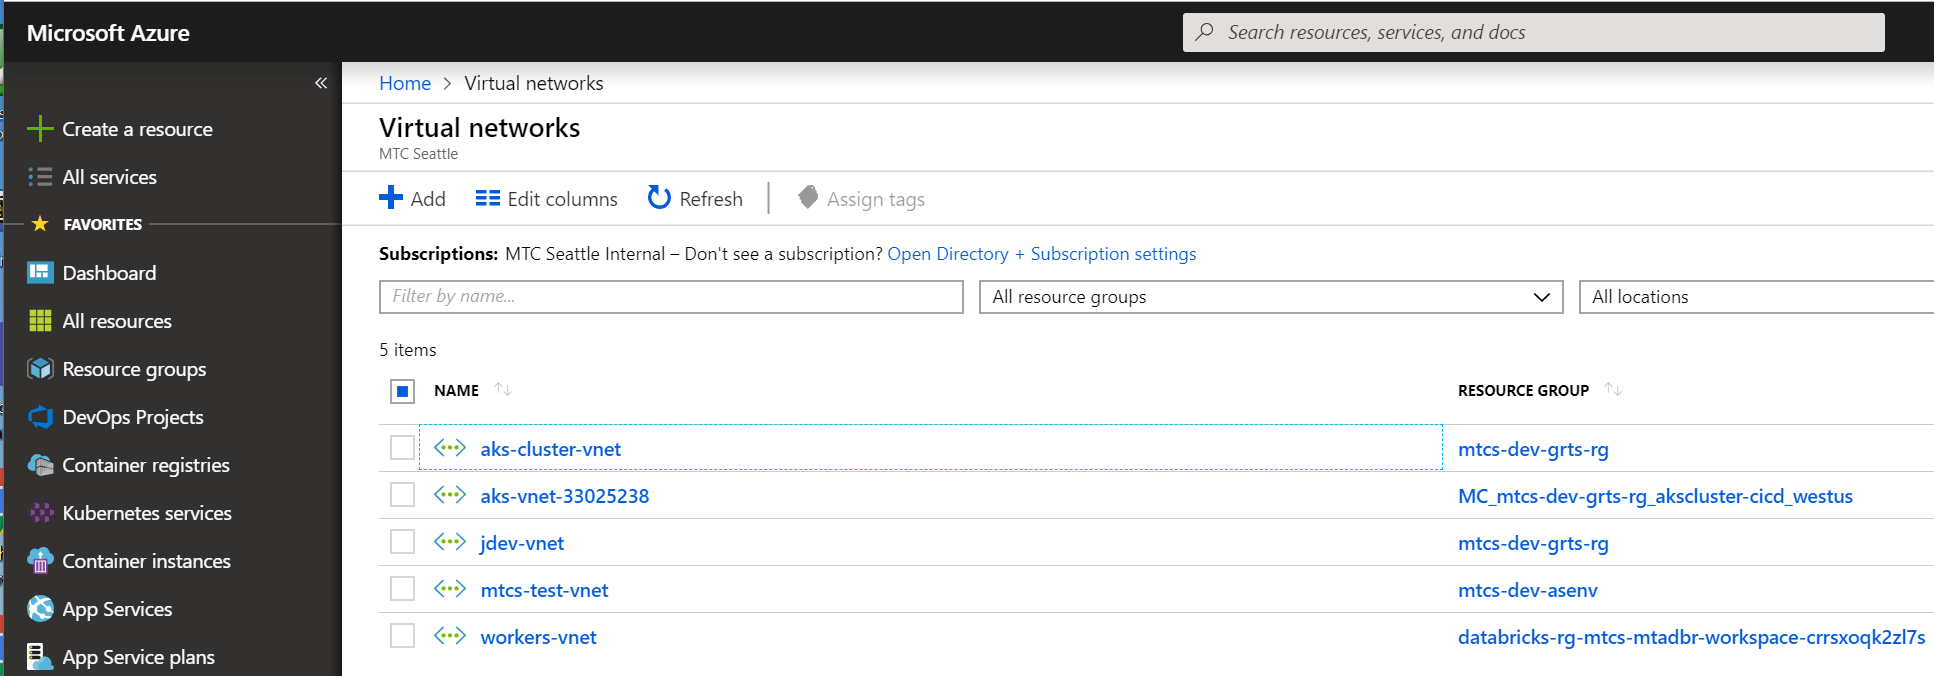 Microsoft Azure
Search resources, services, and docs
«
Create a resource
All services
FAVORITES
Dashboard
All resources
Resource groups
DevOps Projects
Container registries
Kubernetes services
Container instances
App Services
App Service plans
Home > Virtual networks
Virtual networks
MTC Seattle
Add Edit columns Refresh Assign tags
Subscriptions: MTC Seattle Internal – Don't see a subscription? Open Directory + Subscription settings
Filter by name... All resource groups All locations
5 items
NAME RESOURCE GROUP
aks-cluster-vnet mtcs-dev-grts-rg
aks-vnet-33025238 MC_mtcs-dev-grts-rg_akscluster-cicd_westus
jdev-vnet mtcs-dev-grts-rg
mtcs-test-vnet mtcs-dev-asenv
workers-vnet databricks-rg-mtcs-mtadbr-workspace-crrsxoqk2zl7s